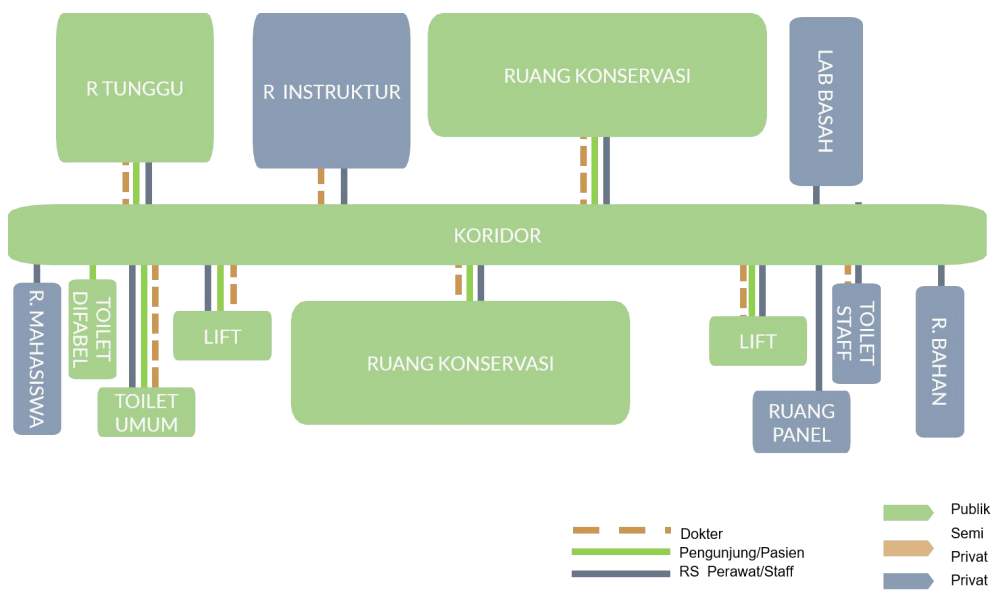 R TUNGGU
R INSTRUKTUR
RUANG KONSERVASI
LAB BASAH
KORIDOR
R. MAHASISWA
TOILET
DIFABEL
TOILET
UMUM
LIFT
RUANG KONSERVASI
LIFT
RUANG
PANEL
TOILET
STAFF
R. BAHAN
Dokter
Pengunjung/Pasien
RS Perawat/Staff
Publik
Semi
Privat
Privat